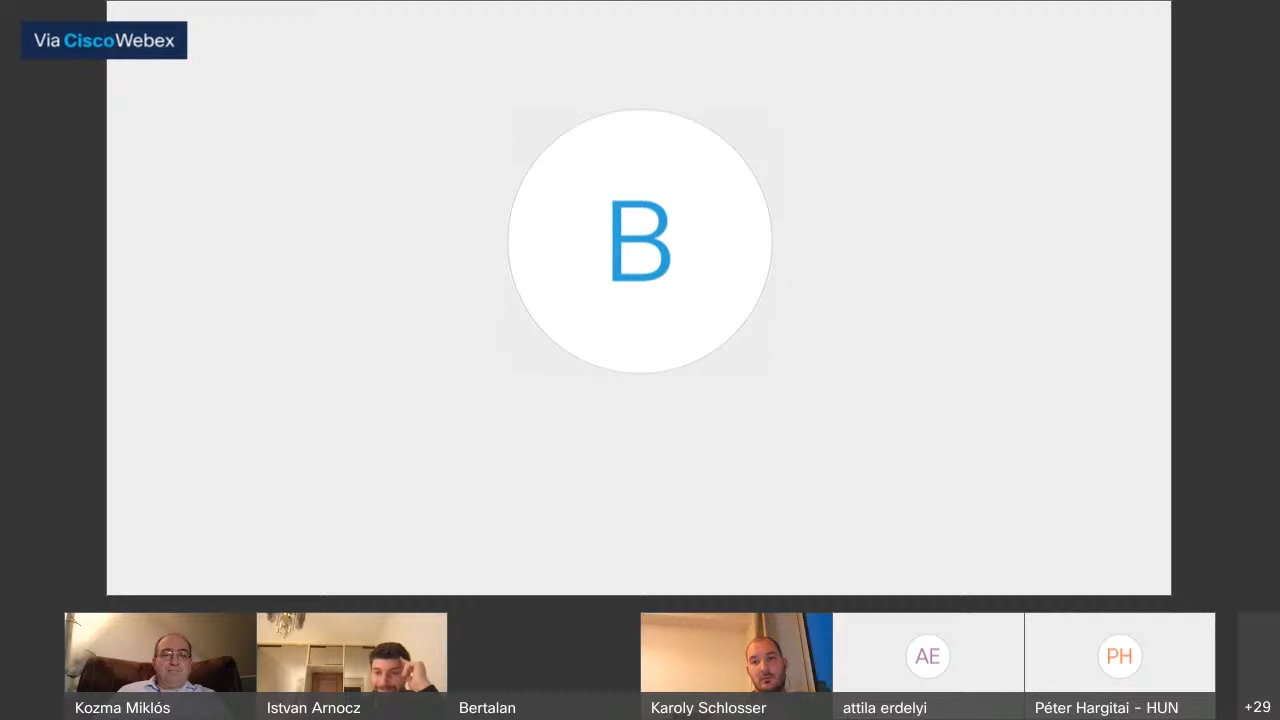 Via CiscoWebex
B
AE
PH
Kozma Miklós
Istvan Arnocz
Bertalan
Karoly Schlosser
attila erdelyi
Péter Hargitai - HUN
+29